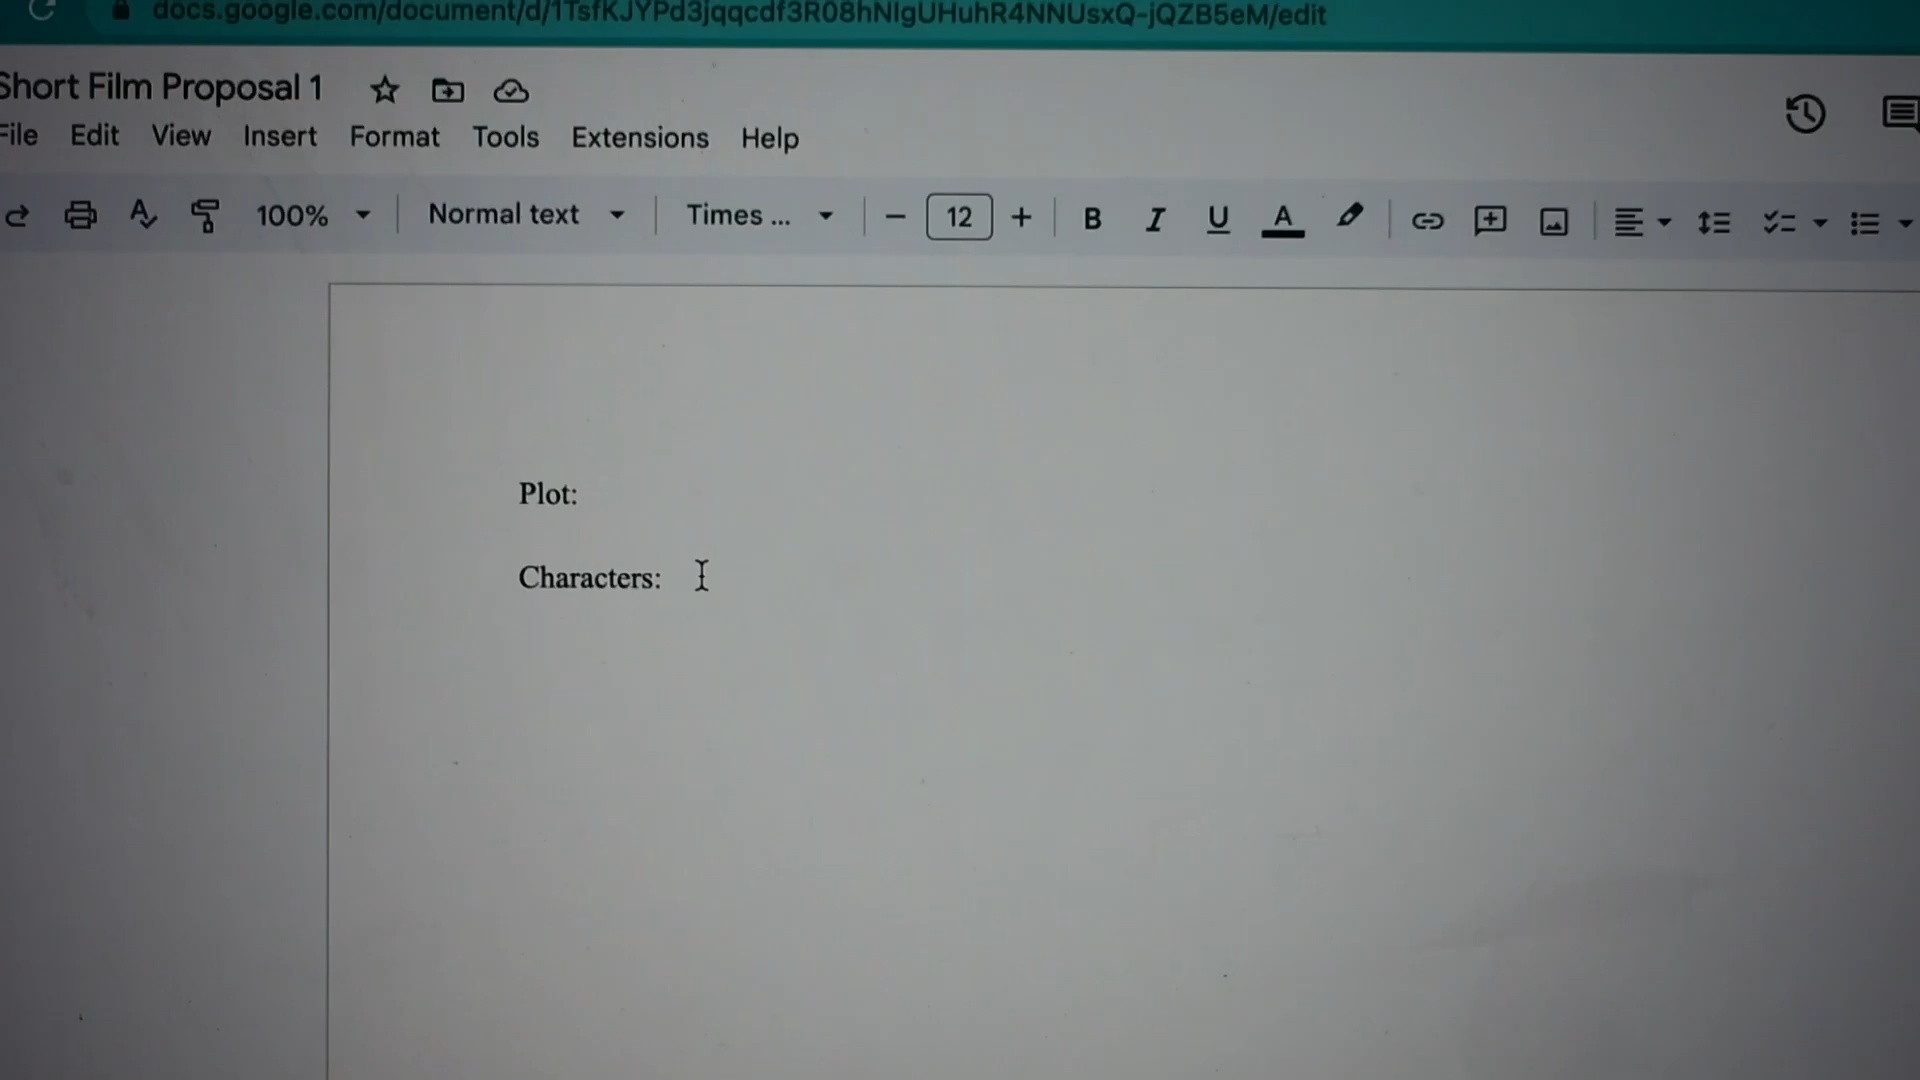 docs.google.com/document/d/1TsfKJYPd3jqqcdf3R08hNIgUHuhR4NNUsxQ-jQZB5eM/edit
Short Film Proposal 1
File Edit View Insert Format Tools Extensions Help
100% Normal text Times ... − 12 + B I U A
Plot:
Characters: